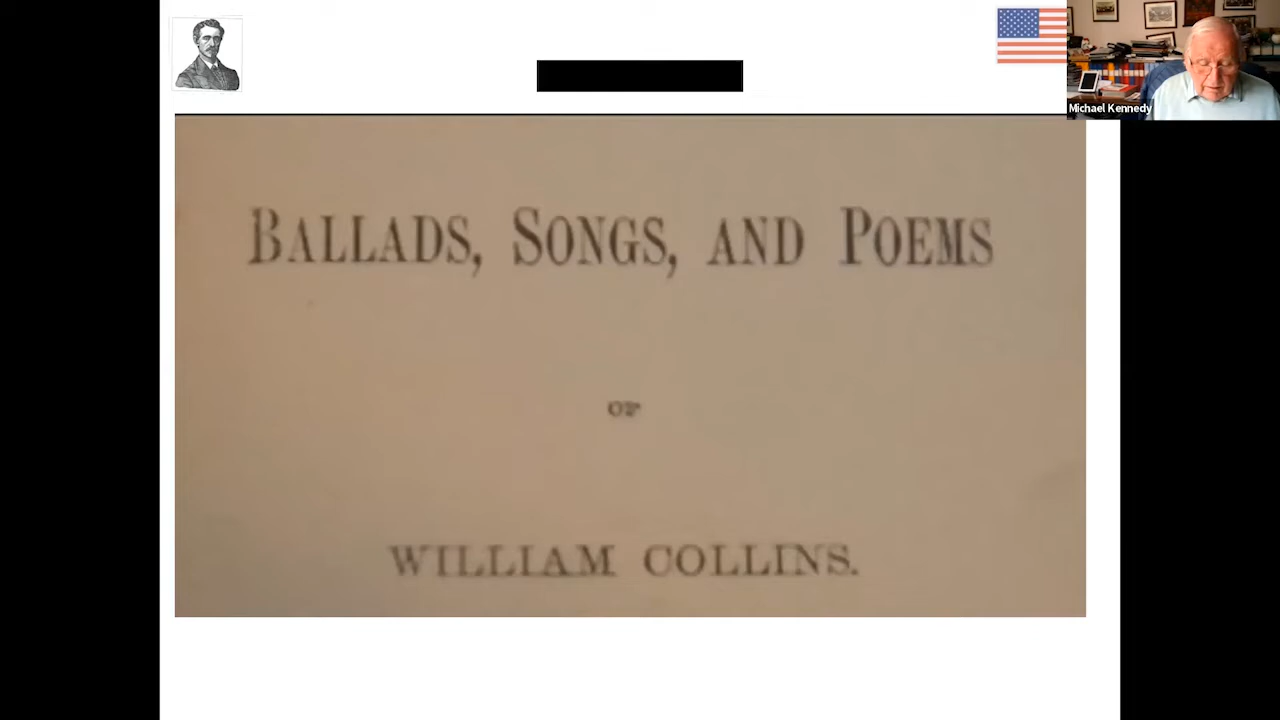 Michael Kennedy
BALLADS, SONGS, AND POEMS
OF
WILLIAM COLLINS.